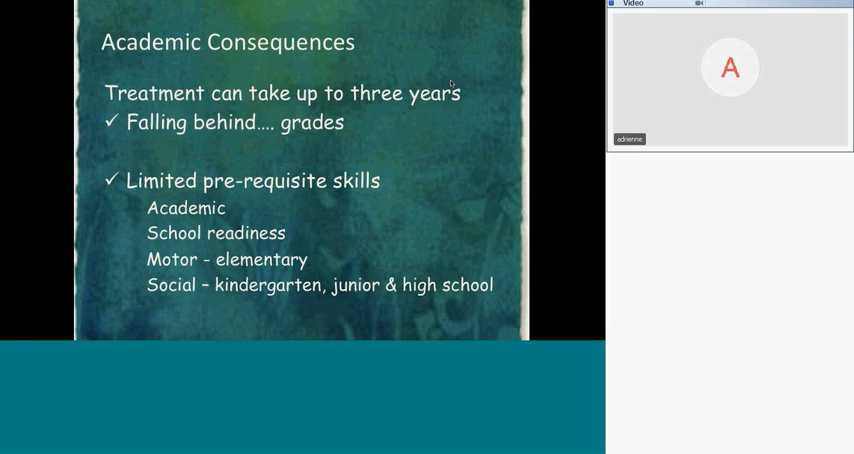 Academic Consequences
Treatment can take up to three years
✓ Falling behind.... grades
✓ Limited pre-requisite skills
Academic
School readiness
Motor - elementary
Social – kindergarten, junior & high school
Video
A
adrienne